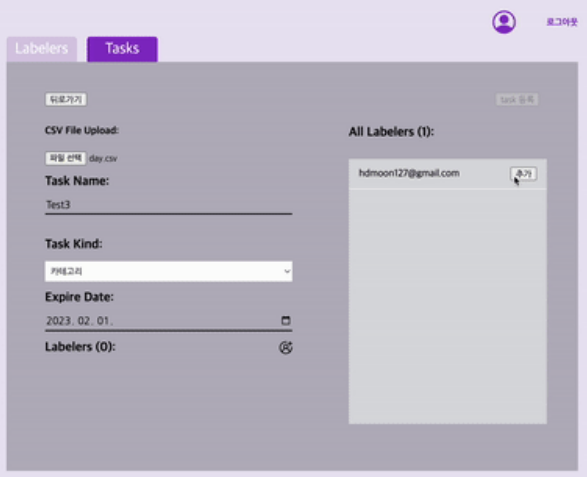 로그아웃
Labelers
Tasks
뒤로가기
task 등록
CSV File Upload:
All Labelers (1):
파일 선택 day.csv
hdmoon127@gmail.com
추가
Task Name:
Test3
Task Kind:
카테고리
Expire Date:
2023. 02. 01.
Labelers (0):